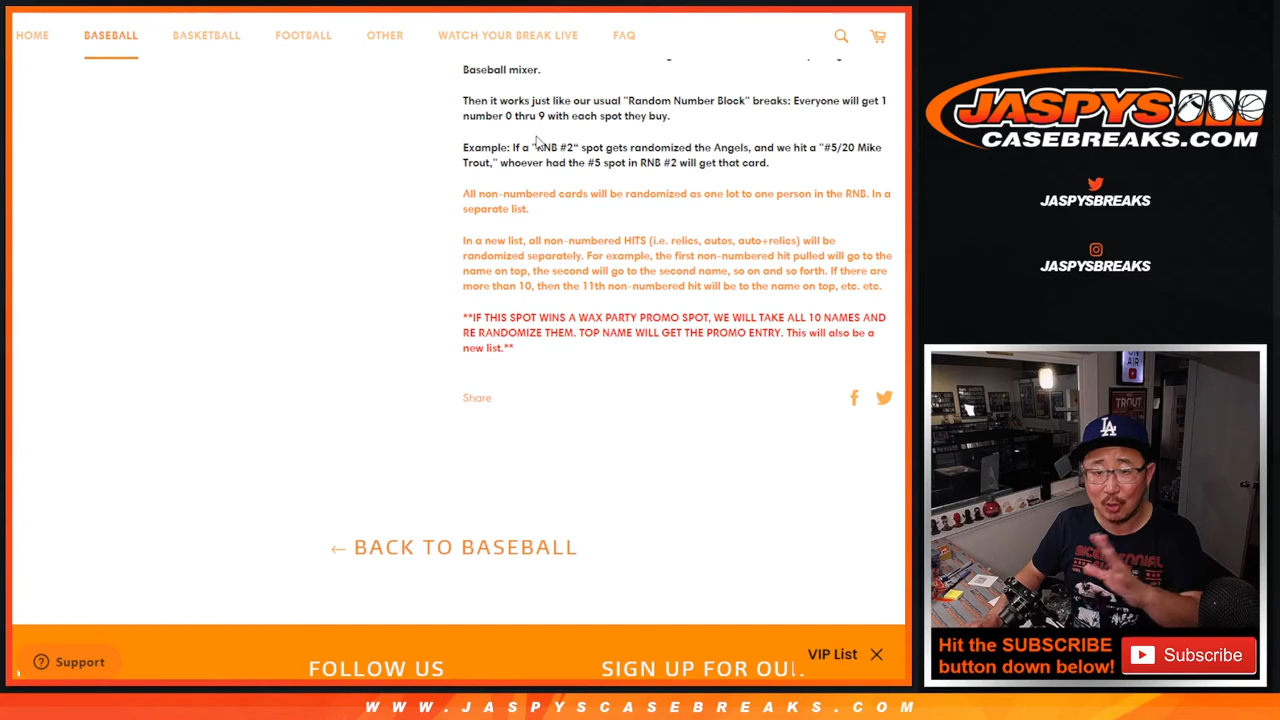 HOME BASEBALL BASKETBALL FOOTBALL OTHER WATCH YOUR BREAK LIVE FAQ
Baseball mixer.
Then it works just like our usual "Random Number Block" breaks: Everyone will get 1
number 0 thru 9 with each spot they buy.
Example: If a "RNB #2" spot gets randomized the Angels, and we hit a "#5/20 Mike
Trout," whoever had the #5 spot in RNB #2 will get that card.
All non-numbered cards will be randomized as one lot to one person in the RNB. In a
separate list.
In a new list, all non-numbered HITS (i.e. relics, autos, auto+relics) will be
randomized separately. For example, the first non-numbered hit pulled will go to the
name on top, the second will go to the second name, so on and so forth. If there are
more than 10, then the 11th non-numbered hit will be to the name on top, etc. etc.
**IF THIS SPOT WINS A WAX PARTY PROMO SPOT, WE WILL TAKE ALL 10 NAMES AND
RE RANDOMIZE THEM. TOP NAME WILL GET THE PROMO ENTRY. This will also be a
new list.**
Share
← BACK TO BASEBALL
Support
FOLLOW US
SIGN UP FOR OUR
VIP List
JASPYS
CASEBREAKS.COM
JASPYSBREAKS
JASPYSBREAKS
ON
AIR
TROUT
LA
Hit the SUBSCRIBE
button down below!
Subscribe
WWW.JASPYSCASEBREAKS.COM